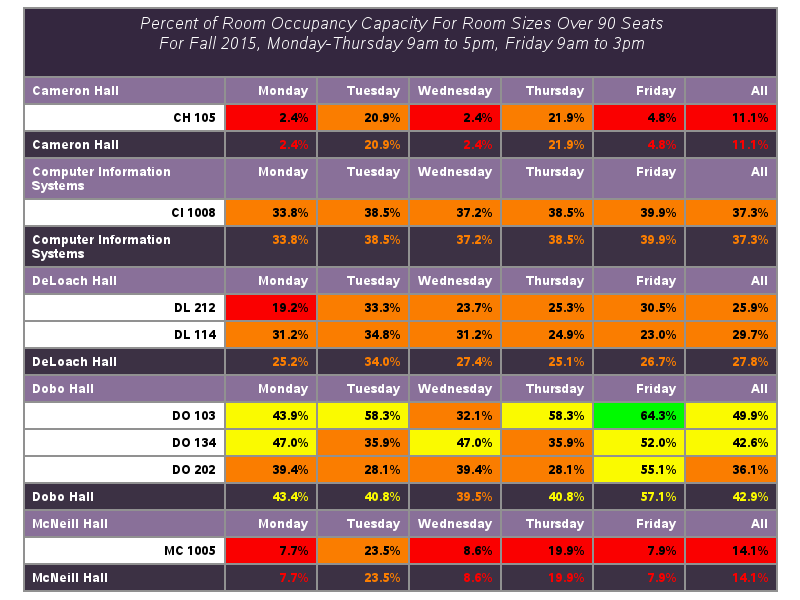 Percent of Room Occupancy Capacity For Room Sizes Over 90 Seats
For Fall 2015, Monday-Thursday 9am to 5pm, Friday 9am to 3pm
Cameron Hall Monday Tuesday Wednesday Thursday Friday All
CH 105 2.4% 20.9% 2.4% 21.9% 4.8% 11.1%
Cameron Hall 2.4% 20.9% 2.4% 21.9% 4.8% 11.1%
Computer Information Monday Tuesday Wednesday Thursday Friday All
Systems
CI 1008 33.8% 38.5% 37.2% 38.5% 39.9% 37.3%
Computer Information 33.8% 38.5% 37.2% 38.5% 39.9% 37.3%
Systems
DeLoach Hall Monday Tuesday Wednesday Thursday Friday All
DL 212 19.2% 33.3% 23.7% 25.3% 30.5% 25.9%
DL 114 31.2% 34.8% 31.2% 24.9% 23.0% 29.7%
DeLoach Hall 25.2% 34.0% 27.4% 25.1% 26.7% 27.8%
Dobo Hall Monday Tuesday Wednesday Thursday Friday All
DO 103 43.9% 58.3% 32.1% 58.3% 64.3% 49.9%
DO 134 47.0% 35.9% 47.0% 35.9% 52.0% 42.6%
DO 202 39.4% 28.1% 39.4% 28.1% 55.1% 36.1%
Dobo Hall 43.4% 40.8% 39.5% 40.8% 57.1% 42.9%
McNeill Hall Monday Tuesday Wednesday Thursday Friday All
MC 1005 7.7% 23.5% 8.6% 19.9% 7.9% 14.1%
McNeill Hall 7.7% 23.5% 8.6% 19.9% 7.9% 14.1%